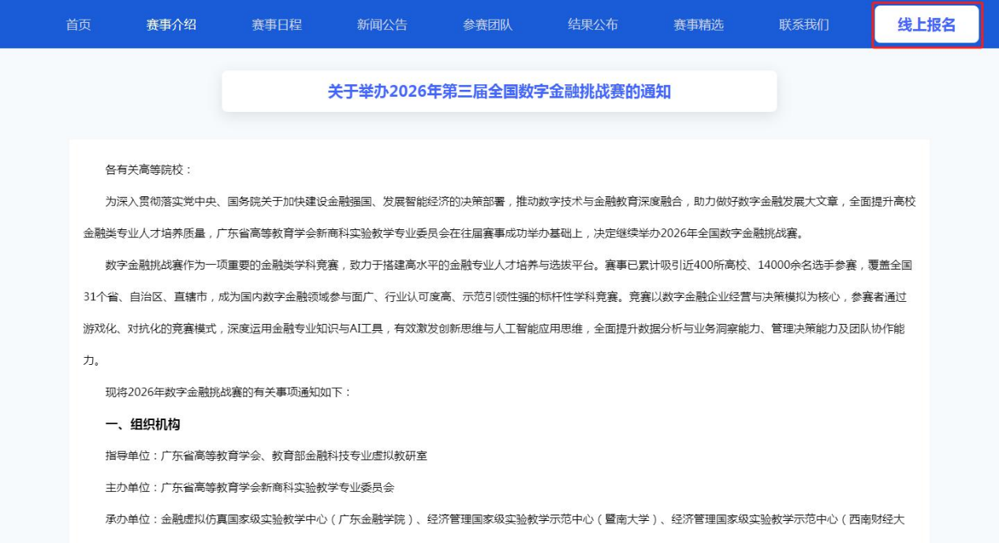 首页 赛事介绍 赛事日程 新闻公告 参赛团队 结果公布 赛事精选 联系我们 线上报名
关于举办2026年第三届全国数字金融挑战赛的通知
各有关高等院校：
为深入贯彻落实党中央、国务院关于加快建设金融强国、发展智能经济的决策部署，推动数字技术与金融教育深度融合，助力做好数字金融发展大文章，全面提升高校
金融类专业人才培养质量，广东省高等教育学会新商科实验教学专业委员会在往届赛事成功举办基础上，决定继续举办2026年全国数字金融挑战赛。
数字金融挑战赛作为一项重要的金融类学科竞赛，致力于搭建高水平的金融专业人才培养与选拔平台。赛事已累计吸引近400所高校、14000余名选手参赛，覆盖全国
31个省、自治区、直辖市，成为国内数字金融领域参与面广、行业认可度高、示范引领性强的标杆性学科竞赛。竞赛以数字金融企业经营与决策模拟为核心，参赛者通过
游戏化、对抗化的竞赛模式，深度运用金融专业知识与AI工具，有效激发创新思维与人工智能应用思维，全面提升数据分析与业务洞察能力、管理决策能力及团队协作能
力。
现将2026年数字金融挑战赛的有关事项通知如下：
一、组织机构
指导单位：广东省高等教育学会、教育部金融科技专业虚拟教研室
主办单位：广东省高等教育学会新商科实验教学专业委员会
承办单位：金融虚拟仿真国家级实验教学中心（广东金融学院）、经济管理国家级实验教学示范中心（暨南大学）、经济管理国家级实验教学示范中心（西南财经大